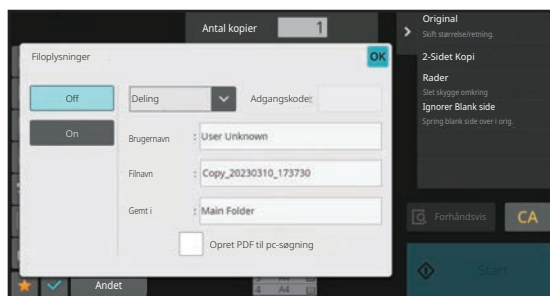 Antal kopier 1
Filoplysninger
OK
Off
Deling
Adgangskode:
On
Brugernavn : User Unknown
Filnavn : Copy_20230310_173730
Gemt i : Main Folder
Opret PDF til pc-søgning
Andet
A4
4 A4
Original
Skift størrelse/retning.
2-Sidet Kopi
Rader
Slet skygge omkring
Ignorer Blank side
Spring blank side over i orig.
Forhåndsvis
CA
Start